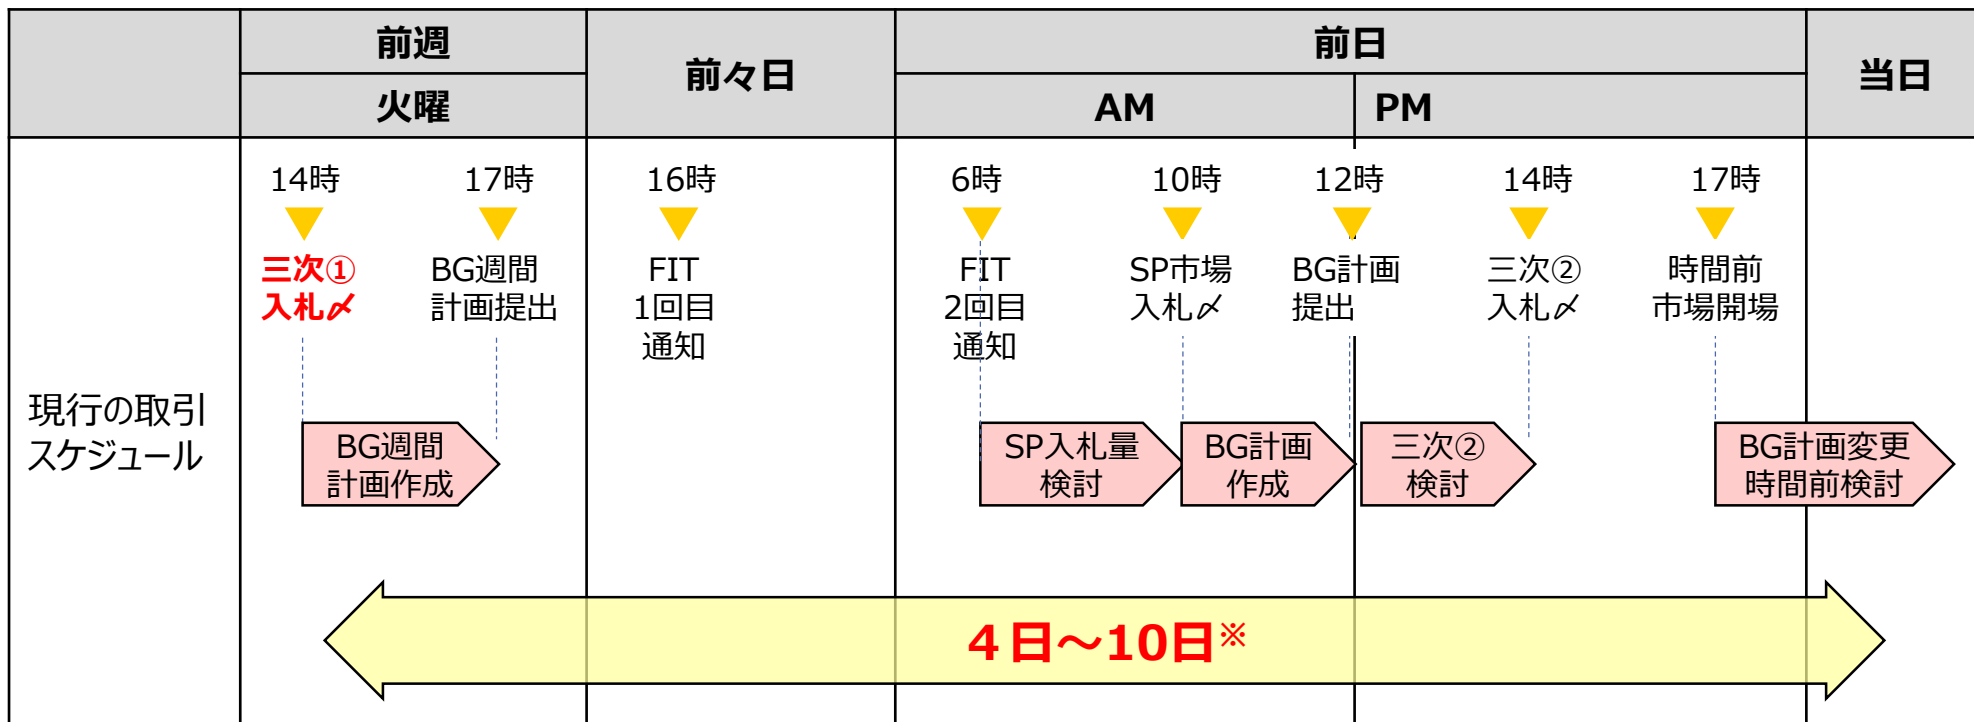 前週
前々日
前日
当日
火曜
AM
PM
14時
17時
16時
6時
10時
12時
14時
17時
三次①
入札〆
BG週間
計画提出
FIT
1回目
通知
FIT
2回目
通知
SP市場
入札〆
BG計画
提出
三次②
入札〆
時間前
市場開場
現行の取引
スケジュール
BG週間
計画作成
SP入札量
検討
BG計画
作成
三次②
検討
BG計画変更
時間前検討
４日～10日※